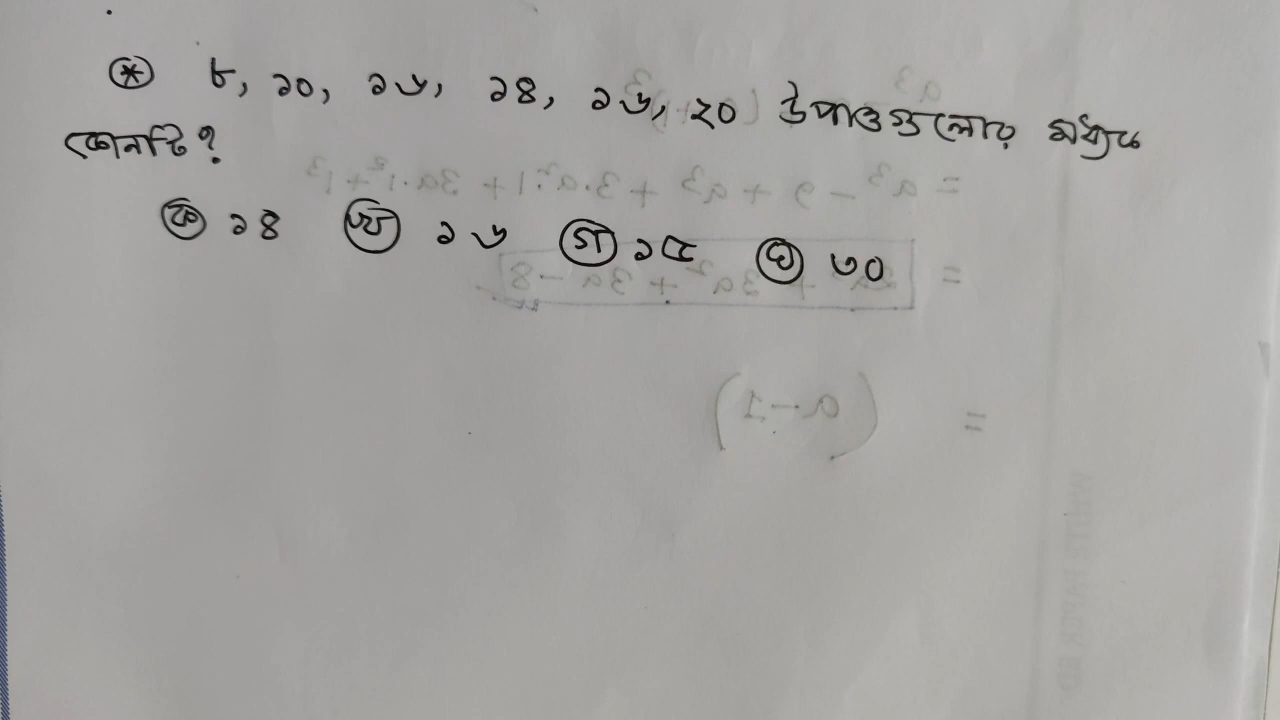 ⊛ ৮, ১০, ১৬, ১৪, ১৬, ২০ উপাত্তগুলোর মধ্যক
কোনটি?
ক ১৪ খ ১৬ গ ১৫ ঘ ৩০